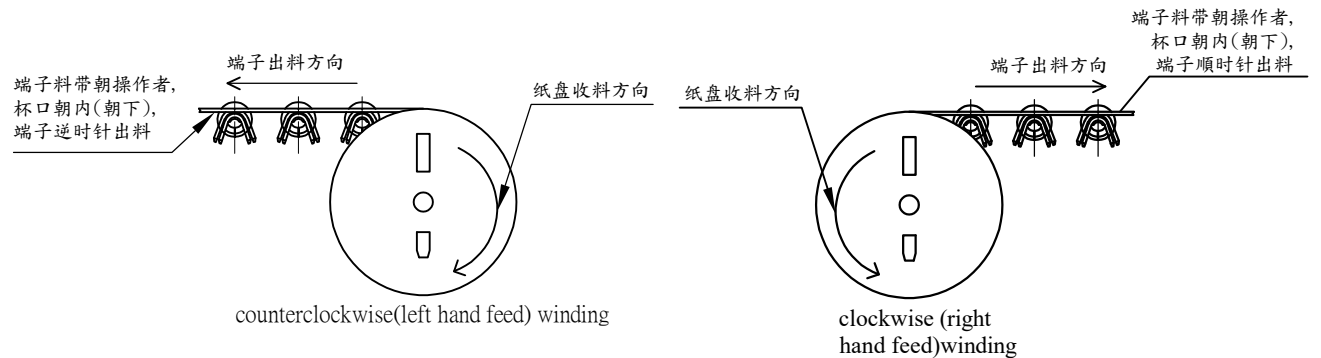 端子出料方向
端子料带朝操作者,
杯口朝内(朝下),
端子逆时针出料
纸盘收料方向
counterclockwise(left hand feed) winding
端子料带朝操作者,
杯口朝内(朝下),
端子順时针出料
端子出料方向
纸盘收料方向
clockwise (right
hand feed)winding